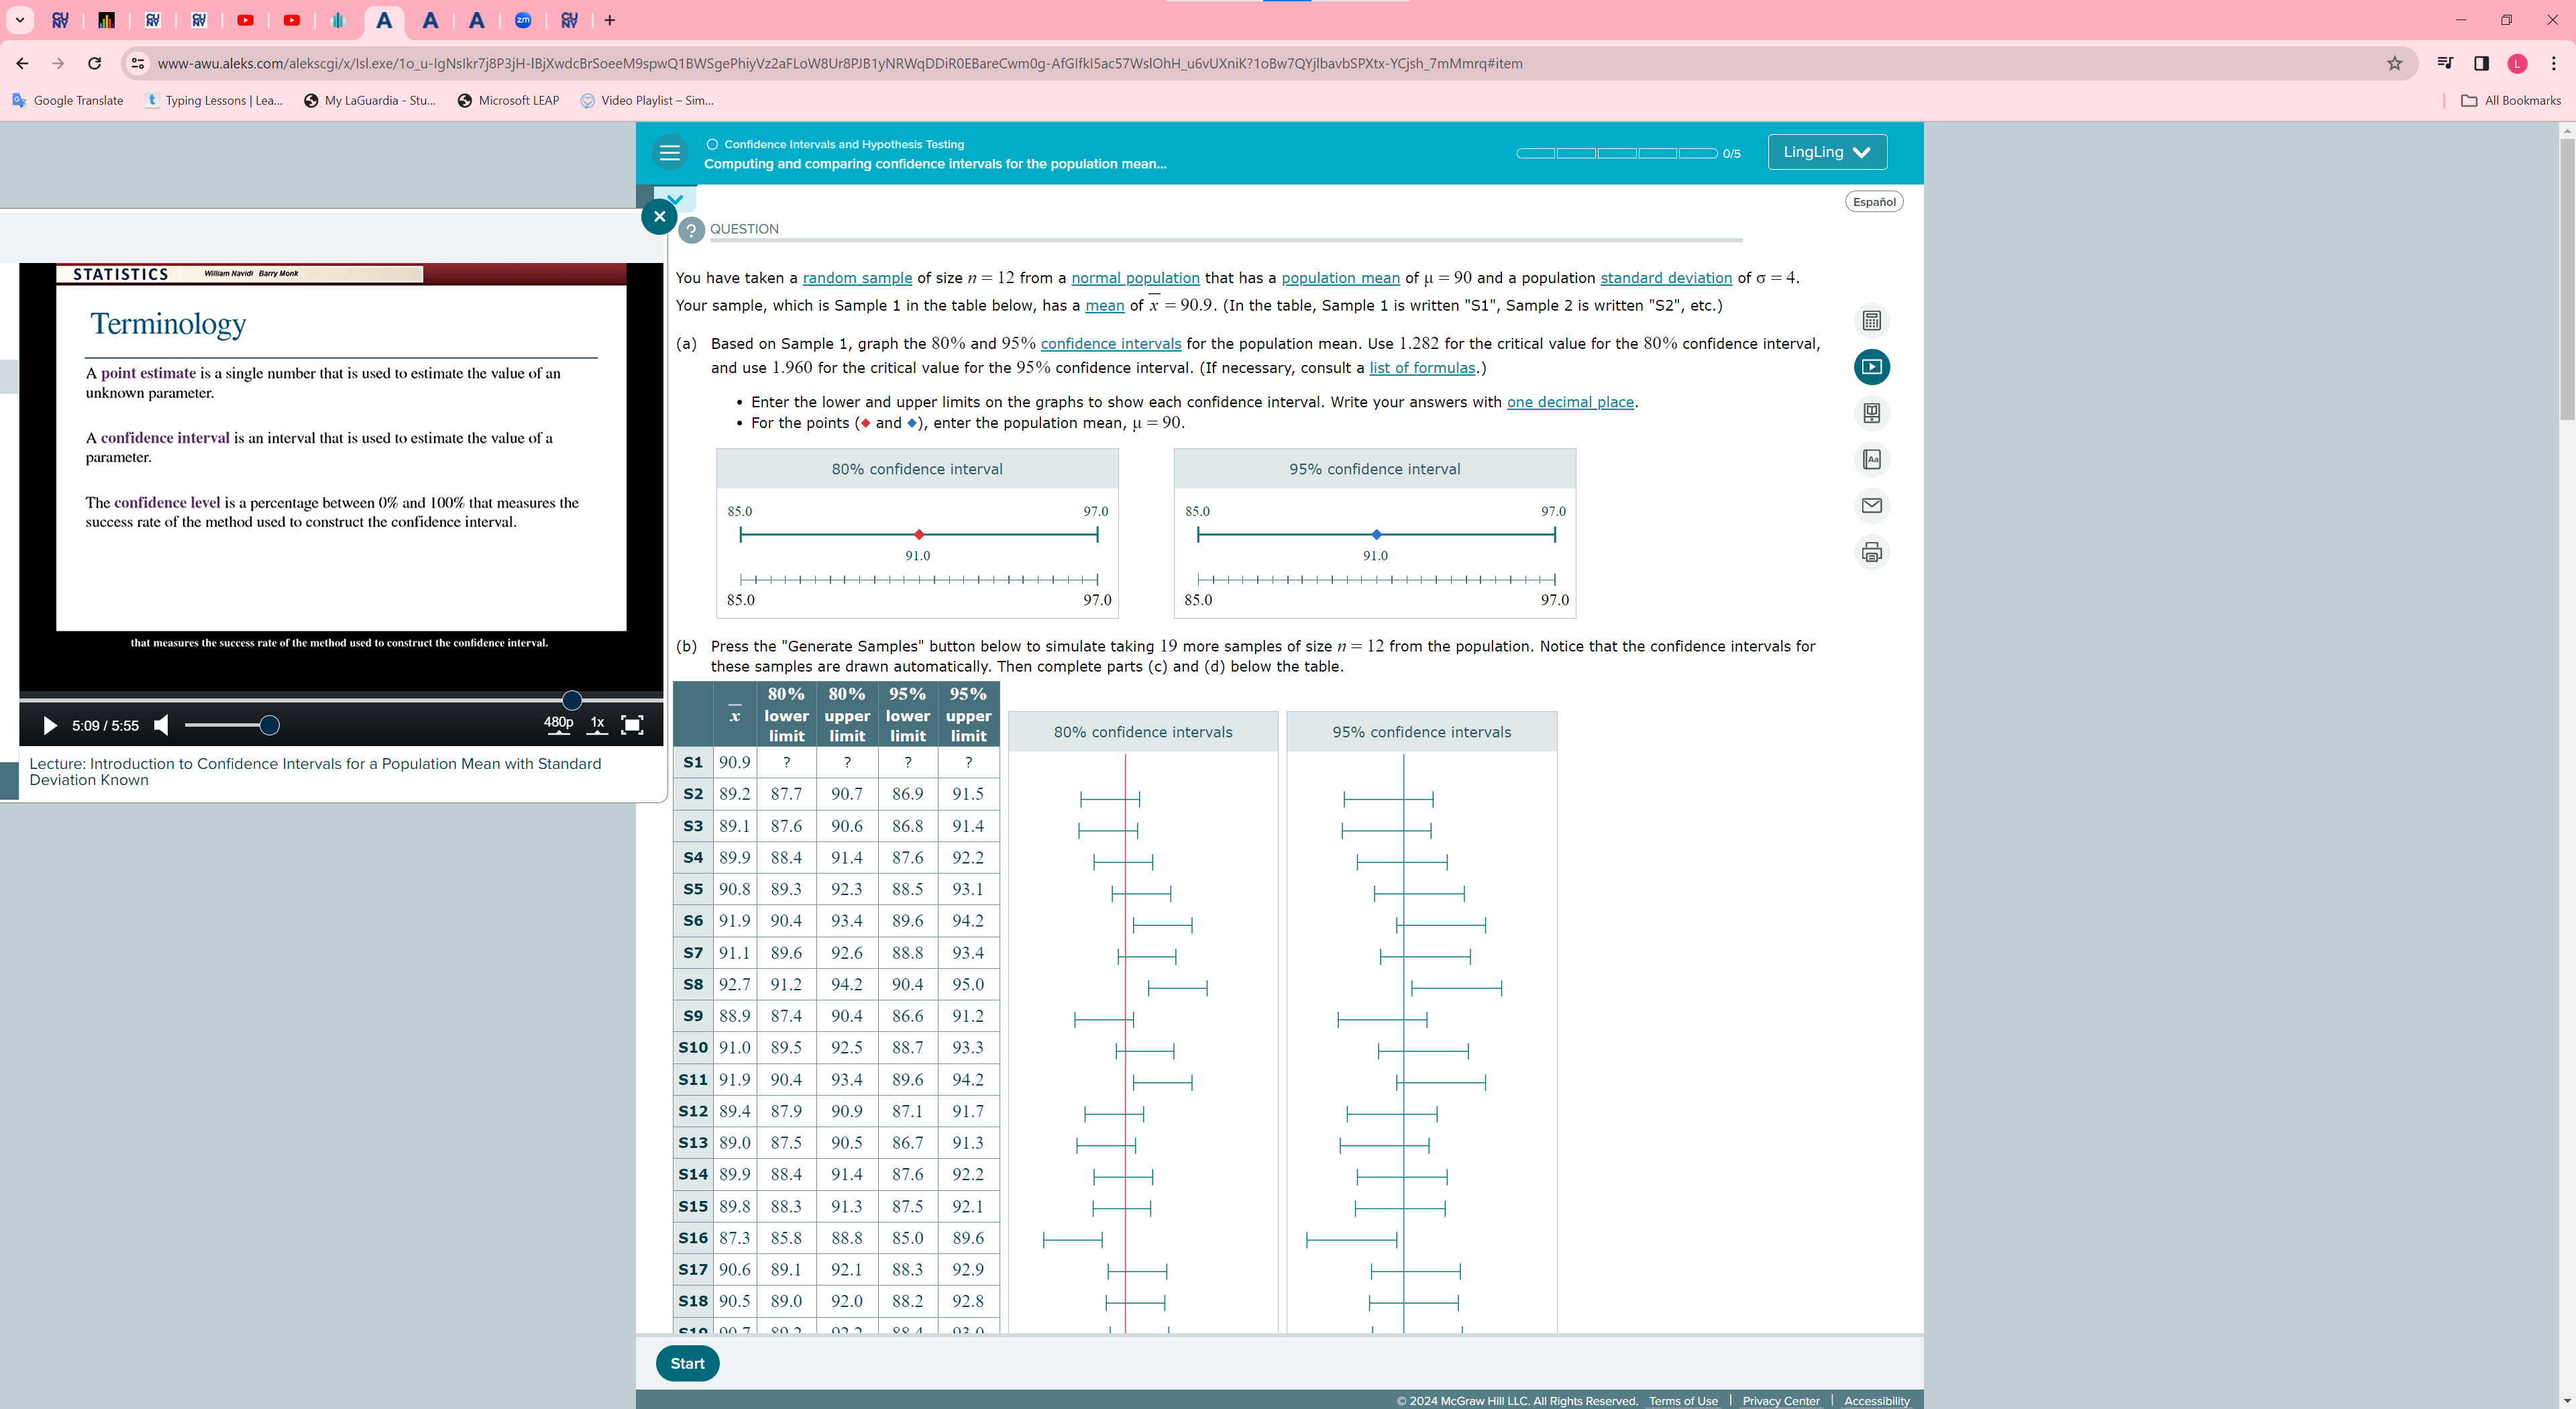 www-awu.aleks.com/alekscgi/x/Isl.exe/1o_u-IgNsIkr7j8P3jH-lBjXwdcBrSoeeM9spwQ1BWSgePhiyVz2aFLoW8Ur8PJB1yNRWqDDiR0EBareCwm0g-AfGIfkI5ac57WslOhH_u6vUXniK?1oBw7QYjlbavbSPXtx-YCjsh_7mMmrq#item
Google Translate
Typing Lessons | Lea...
My LaGuardia - Stu...
Microsoft LEAP
Video Playlist – Sim...
All Bookmarks
Confidence Intervals and Hypothesis Testing
Computing and comparing confidence intervals for the population mean...
0/5
LingLing
Español
QUESTION
STATISTICS William Navidi Barry Monk
Terminology
A point estimate is a single number that is used to estimate the value of an
unknown parameter.
A confidence interval is an interval that is used to estimate the value of a
parameter.
The confidence level is a percentage between 0% and 100% that measures the
success rate of the method used to construct the confidence interval.
that measures the success rate of the method used to construct the confidence interval.
5:09 / 5:55
480p 1x
Lecture: Introduction to Confidence Intervals for a Population Mean with Standard
Deviation Known
You have taken a random sample of size n = 12 from a normal population that has a population mean of μ = 90 and a population standard deviation of σ = 4.
Your sample, which is Sample 1 in the table below, has a mean of x̅ = 90.9. (In the table, Sample 1 is written "S1", Sample 2 is written "S2", etc.)
(a) Based on Sample 1, graph the 80% and 95% confidence intervals for the population mean. Use 1.282 for the critical value for the 80% confidence interval,
and use 1.960 for the critical value for the 95% confidence interval. (If necessary, consult a list of formulas.)
• Enter the lower and upper limits on the graphs to show each confidence interval. Write your answers with one decimal place.
• For the points (♦ and ♦), enter the population mean, μ = 90.
80% confidence interval
85.0 97.0
91.0
85.0 97.0
95% confidence interval
85.0 97.0
91.0
85.0 97.0
(b) Press the "Generate Samples" button below to simulate taking 19 more samples of size n = 12 from the population. Notice that the confidence intervals for
these samples are drawn automatically. Then complete parts (c) and (d) below the table.
x̅ 80% lower limit 80% upper limit 95% lower limit 95% upper limit
S1 90.9 ? ? ? ?
S2 89.2 87.7 90.7 86.9 91.5
S3 89.1 87.6 90.6 86.8 91.4
S4 89.9 88.4 91.4 87.6 92.2
S5 90.8 89.3 92.3 88.5 93.1
S6 91.9 90.4 93.4 89.6 94.2
S7 91.1 89.6 92.6 88.8 93.4
S8 92.7 91.2 94.2 90.4 95.0
S9 88.9 87.4 90.4 86.6 91.2
S10 91.0 89.5 92.5 88.7 93.3
S11 91.9 90.4 93.4 89.6 94.2
S12 89.4 87.9 90.9 87.1 91.7
S13 89.0 87.5 90.5 86.7 91.3
S14 89.9 88.4 91.4 87.6 92.2
S15 89.8 88.3 91.3 87.5 92.1
S16 87.3 85.8 88.8 85.0 89.6
S17 90.6 89.1 92.1 88.3 92.9
S18 90.5 89.0 92.0 88.2 92.8
S19 90.7 89.2 92.2 88.4 93.0
80% confidence intervals
95% confidence intervals
Start
© 2024 McGraw Hill LLC. All Rights Reserved. Terms of Use | Privacy Center | Accessibility